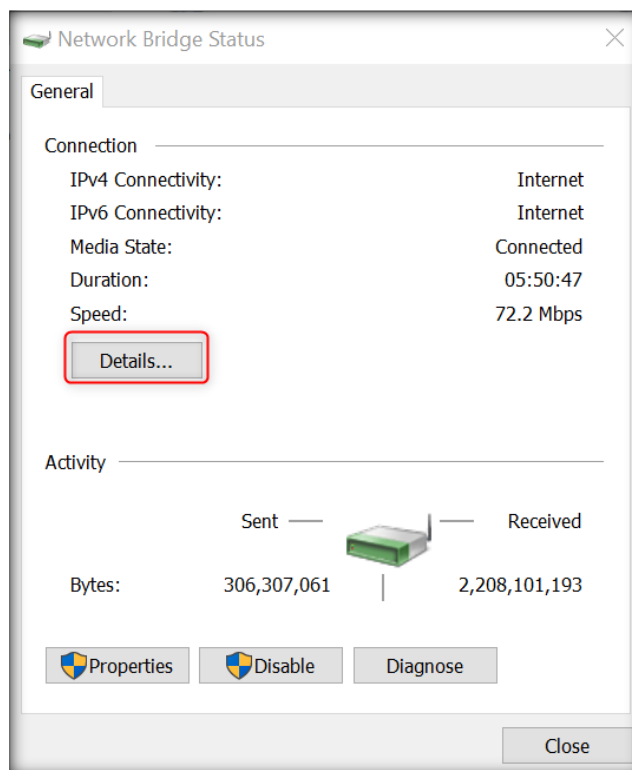 Network Bridge Status
General
Connection
IPv4 Connectivity: Internet
IPv6 Connectivity: Internet
Media State: Connected
Duration: 05:50:47
Speed: 72.2 Mbps
Details...
Activity
Sent Received
Bytes: 306,307,061 2,208,101,193
Properties Disable Diagnose
Close